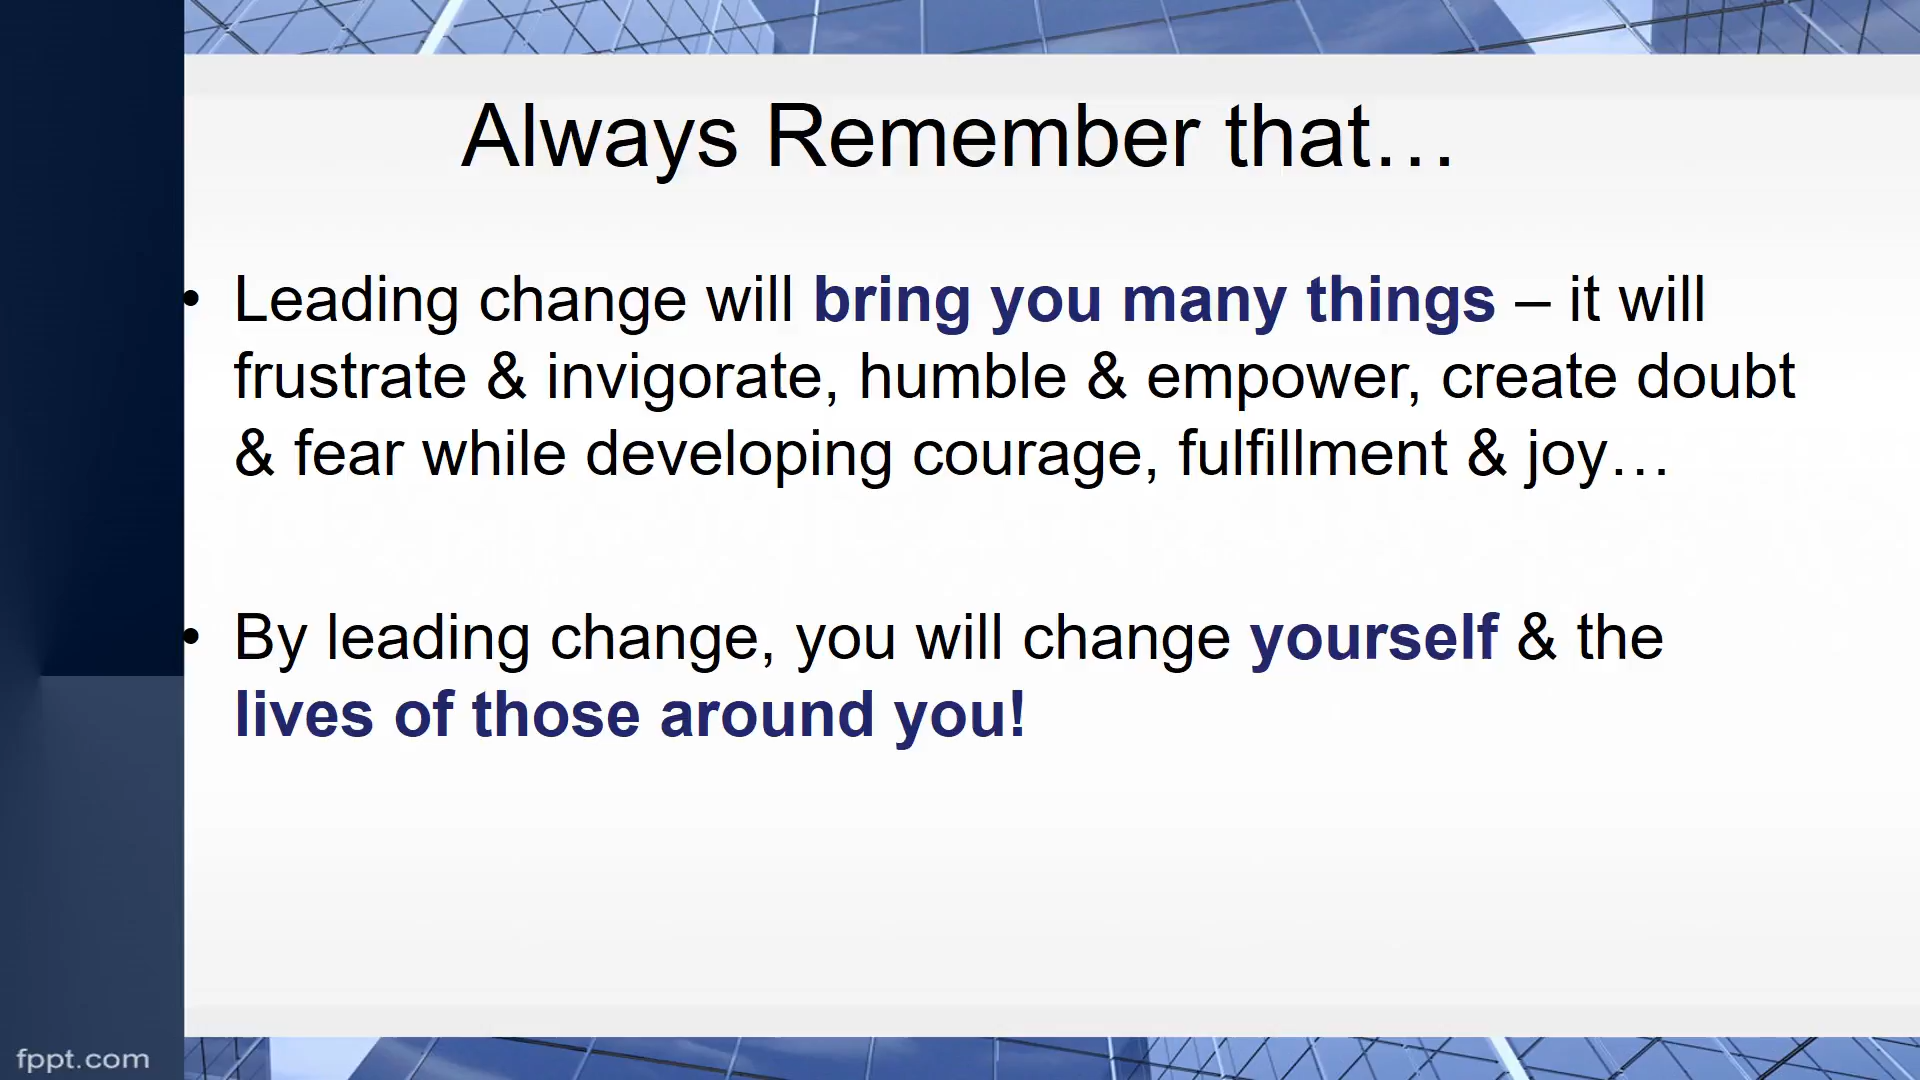 Always Remember that…
• Leading change will bring you many things – it will
frustrate & invigorate, humble & empower, create doubt
& fear while developing courage, fulfillment & joy…
• By leading change, you will change yourself & the
lives of those around you!
fppt.com